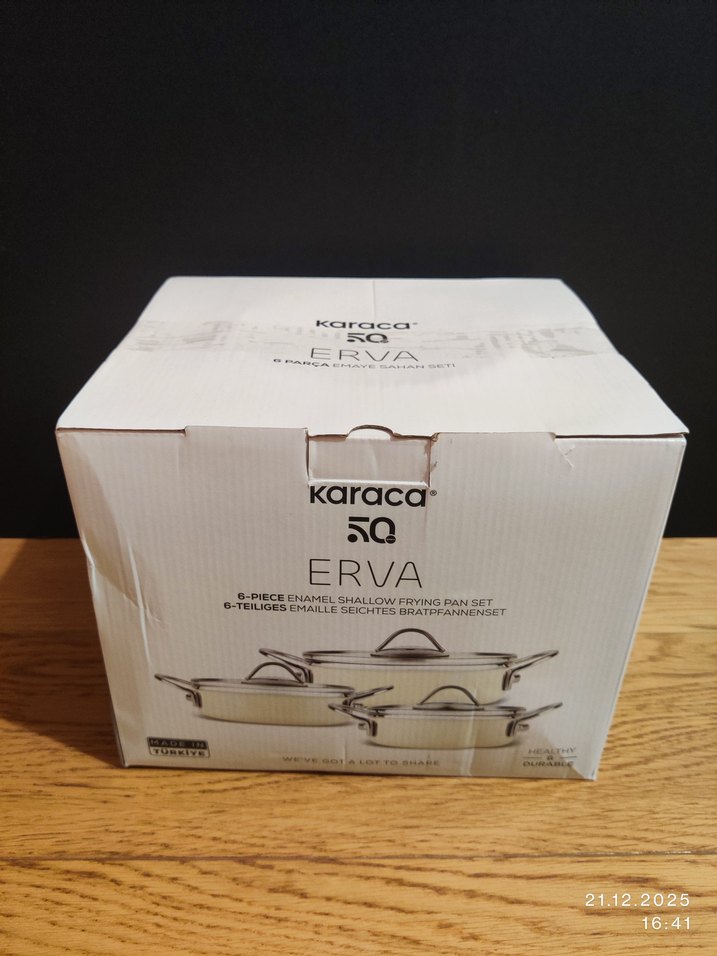 karaca®
50
ERVA
6 PARÇA EMAYE SAHAN SETİ
karaca®
50
ERVA
6-PIECE ENAMEL SHALLOW FRYING PAN SET
6-TEILIGES EMAILLE SEICHTES BRATPFANNENSET
MADE IN
TÜRKİYE
WE'VE GOT A LOT TO SHARE
HEALTHY
&
DURABLE
21.12.2025
16:41